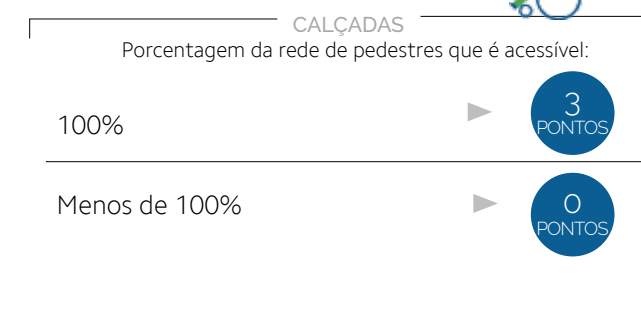 CALÇADAS
Porcentagem da rede de pedestres que é acessível:
100%
3
PONTOS
Menos de 100%
0
PONTOS